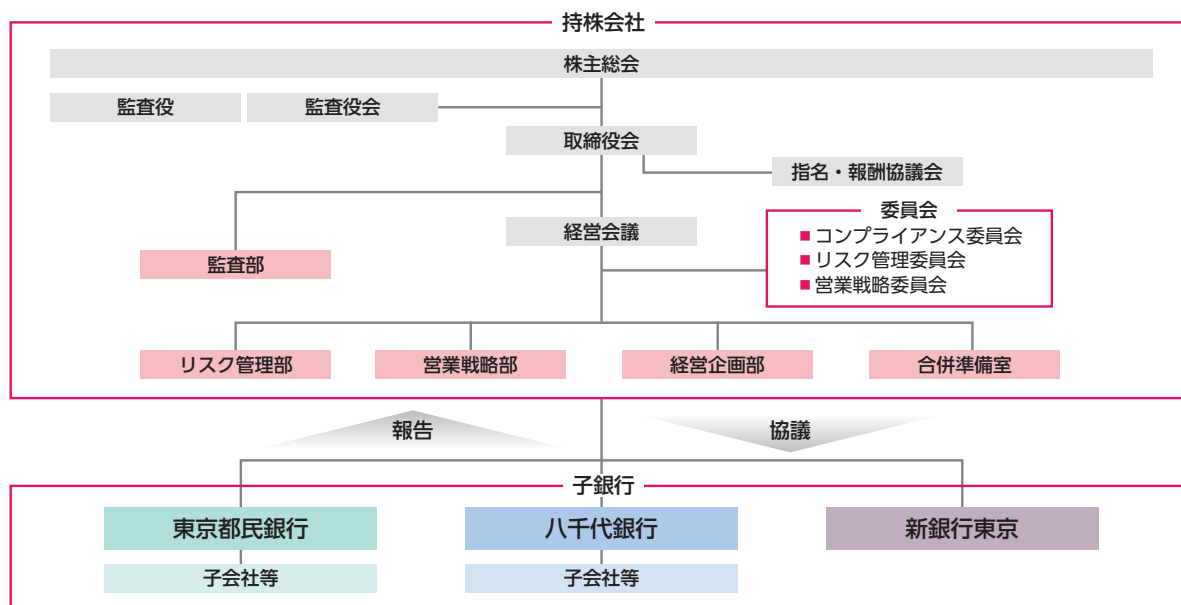 持株会社
株主総会
監査役
監査役会
取締役会
指名・報酬協議会
委員会
経営会議
■コンプライアンス委員会
■リスク管理委員会
■営業戦略委員会
監査部
リスク管理部
営業戦略部
経営企画部
合併準備室
報告
協議
子銀行
東京都民銀行
八千代銀行
新銀行東京
子会社等
子会社等